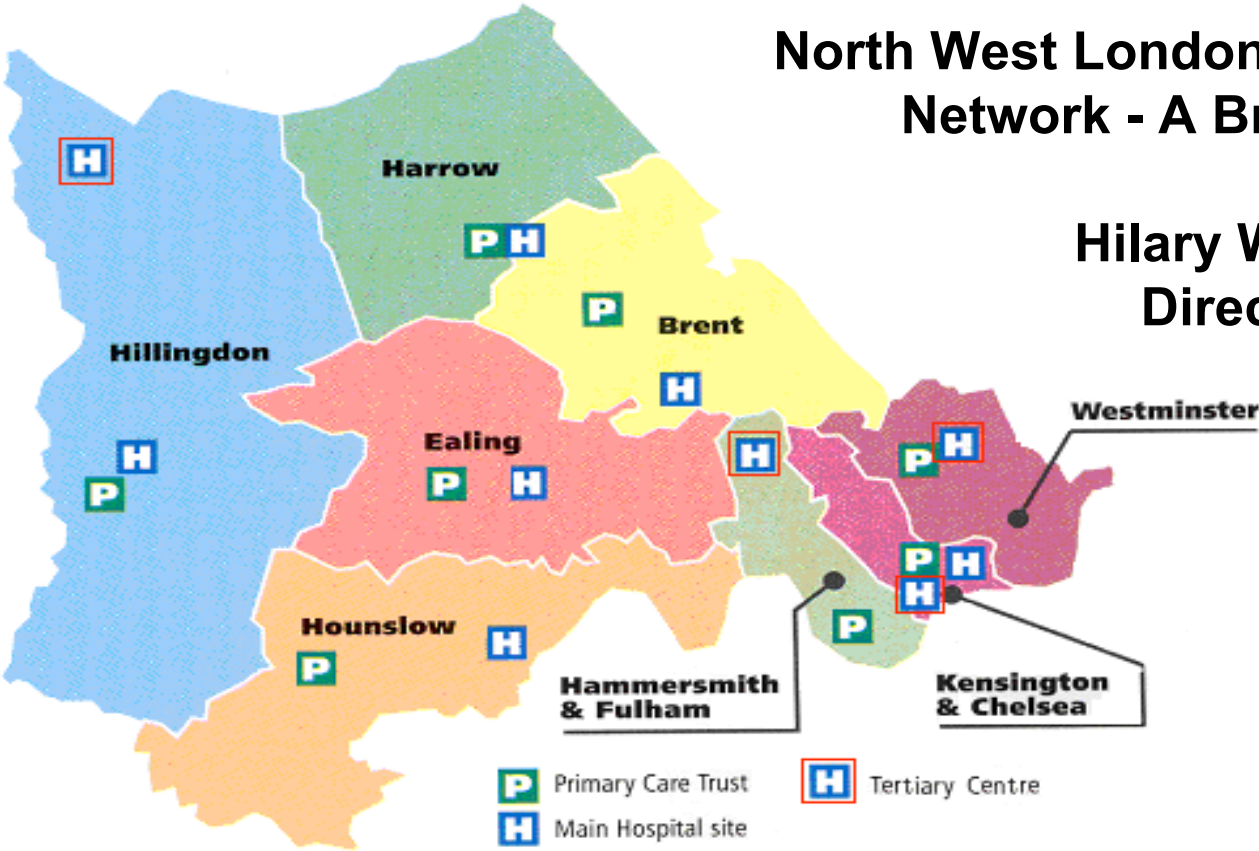 North West London
Network - A Br
Hilary W
Direc
Harrow
H
P H
P
Brent
Hillingdon
H
Westminster
Ealing
H
P H
H
P
P
P H
P H
H
Hounslow
H
P
P
Hammersmith
& Fulham
Kensington
& Chelsea
P Primary Care Trust
H Tertiary Centre
H Main Hospital site